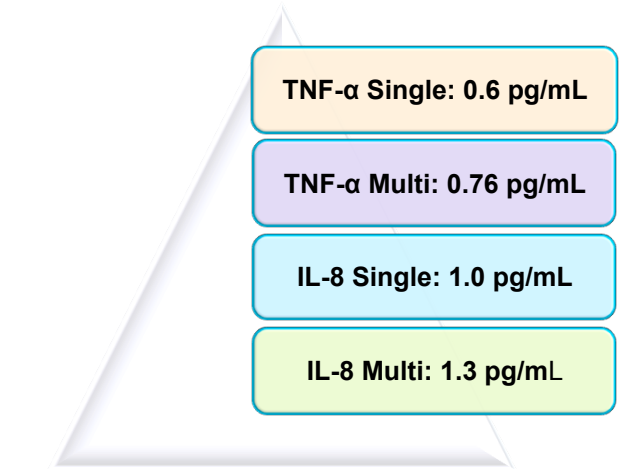 TNF-α Single: 0.6 pg/mL
TNF-α Multi: 0.76 pg/mL
IL-8 Single: 1.0 pg/mL
IL-8 Multi: 1.3 pg/mL